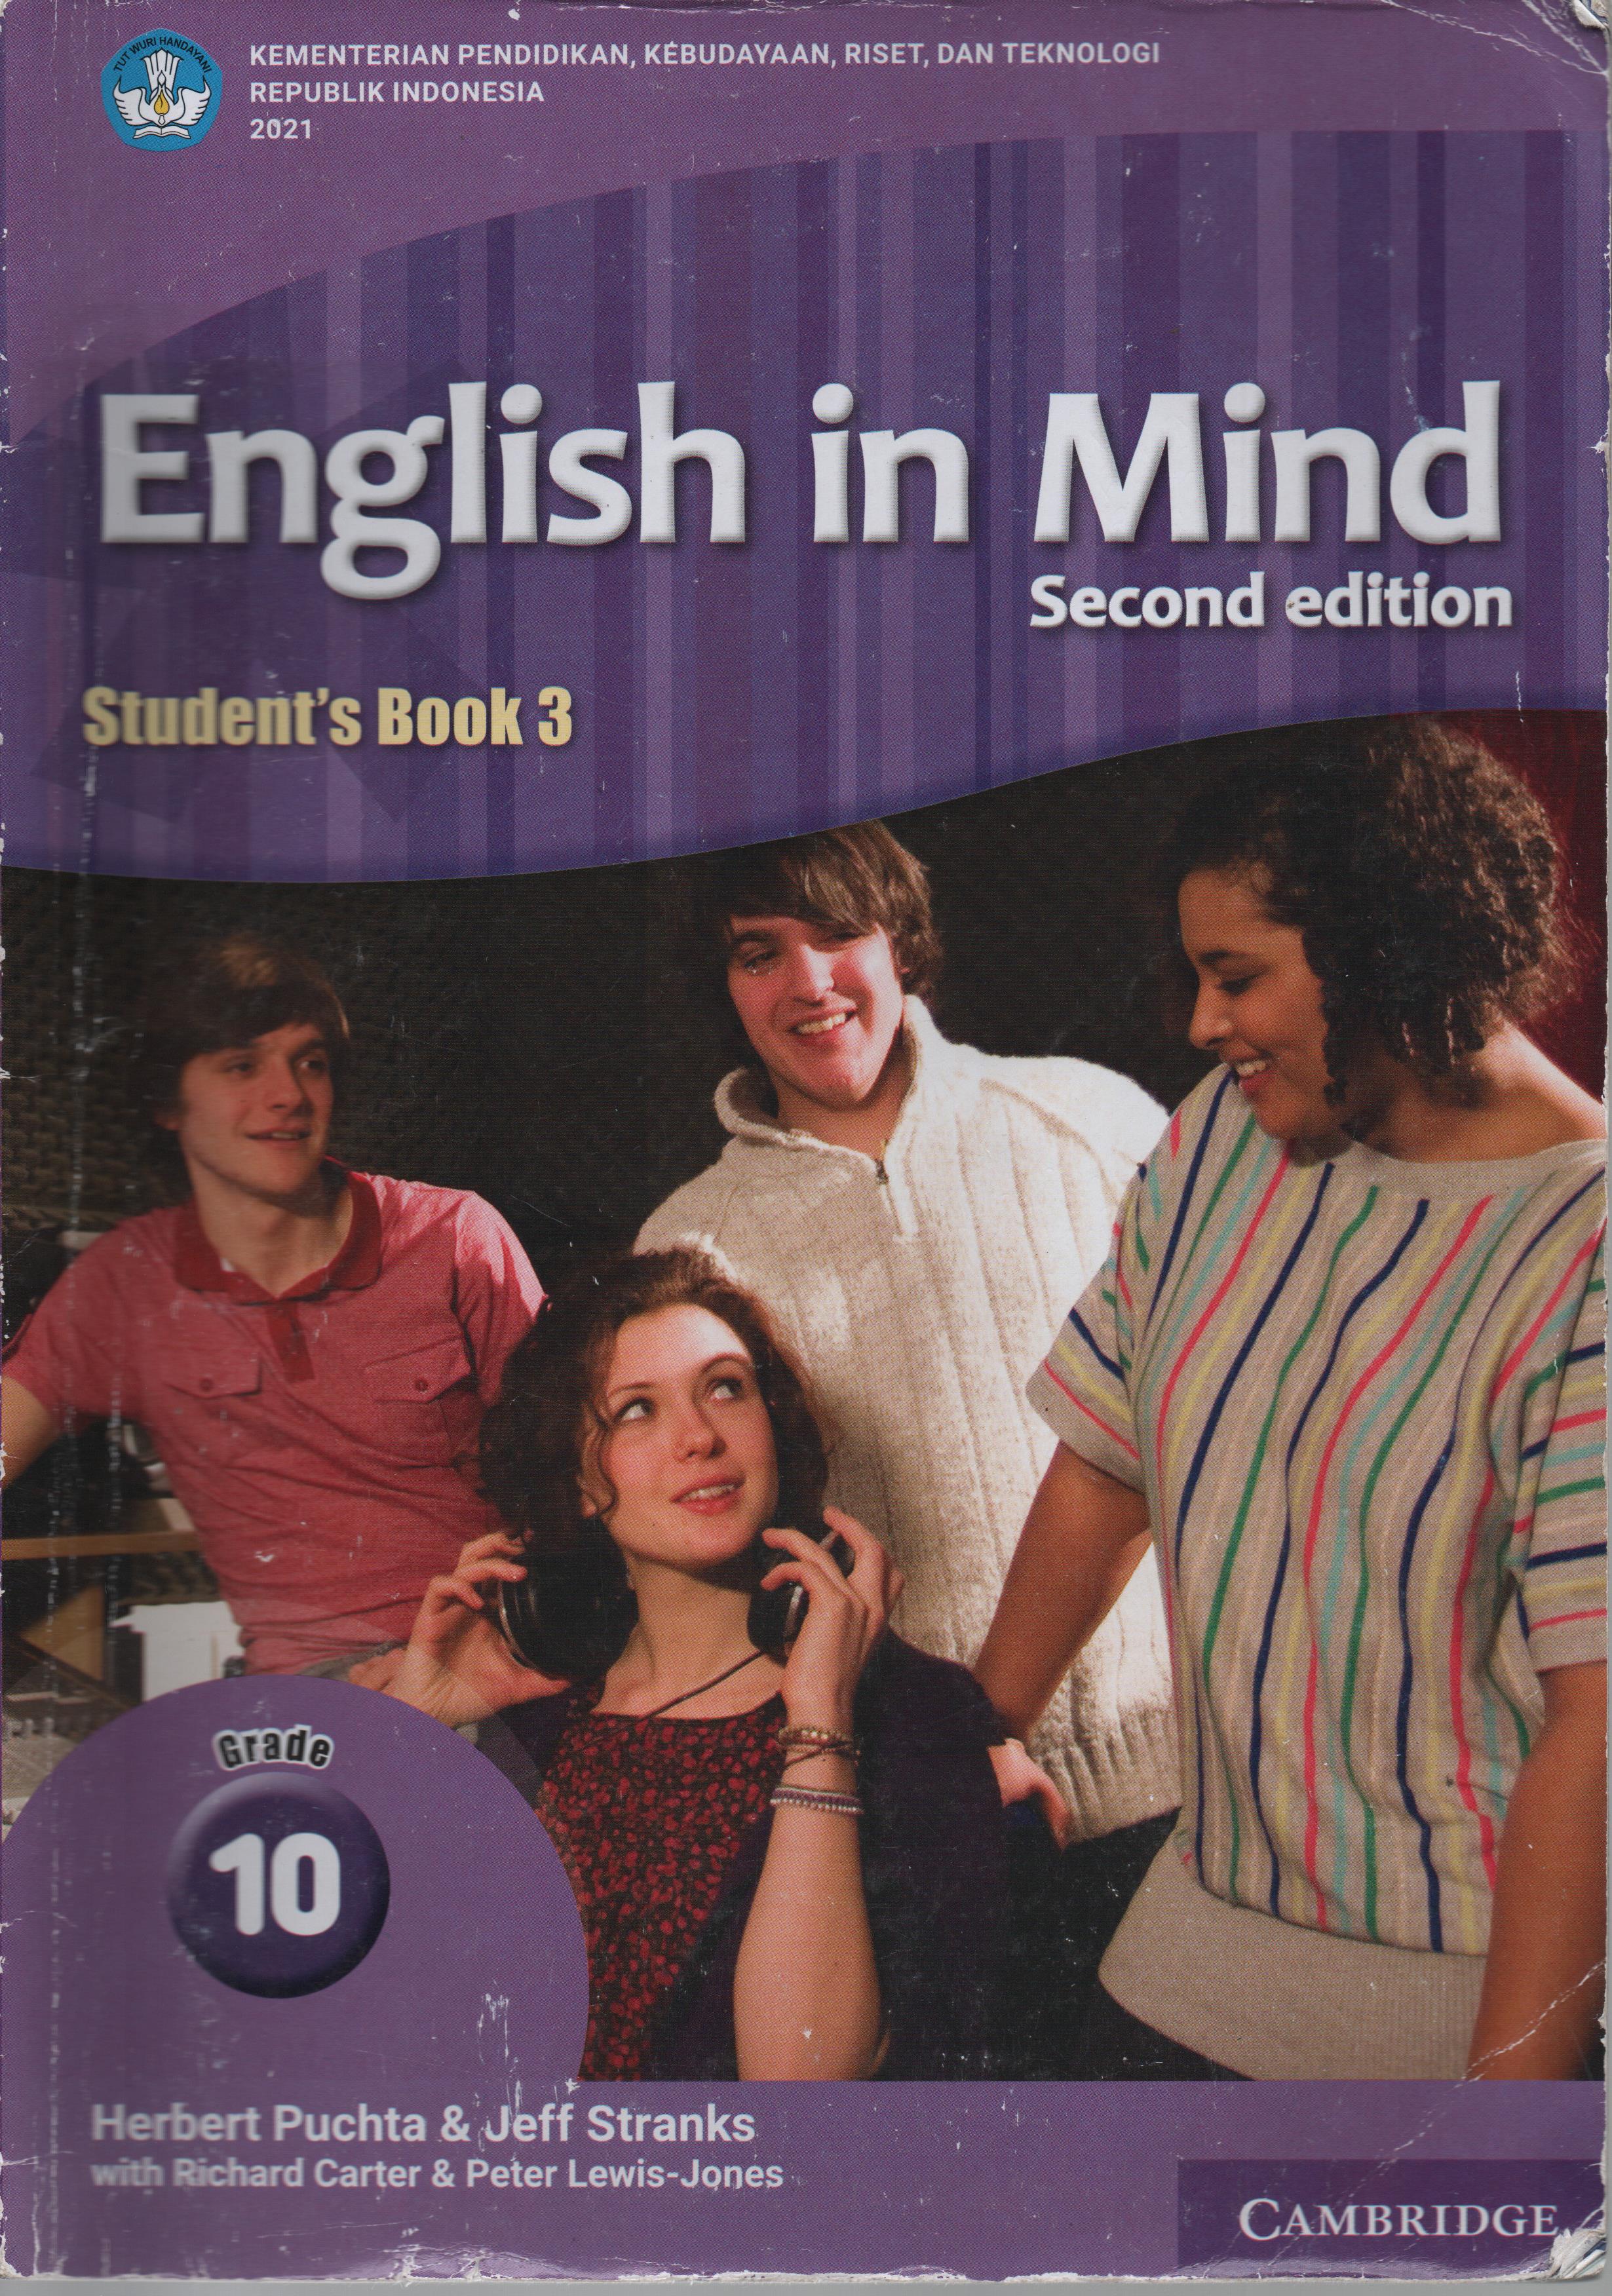 TUT WURI HANDAYANI
KEMENTERIAN PENDIDIKAN, KEBUDAYAAN, RISET, DAN TEKNOLOGI
REPUBLIK INDONESIA
2021
English in Mind
Second edition
Student's Book 3
Grade
10
Herbert Puchta & Jeff Stranks
with Richard Carter & Peter Lewis-Jones
CAMBRIDGE